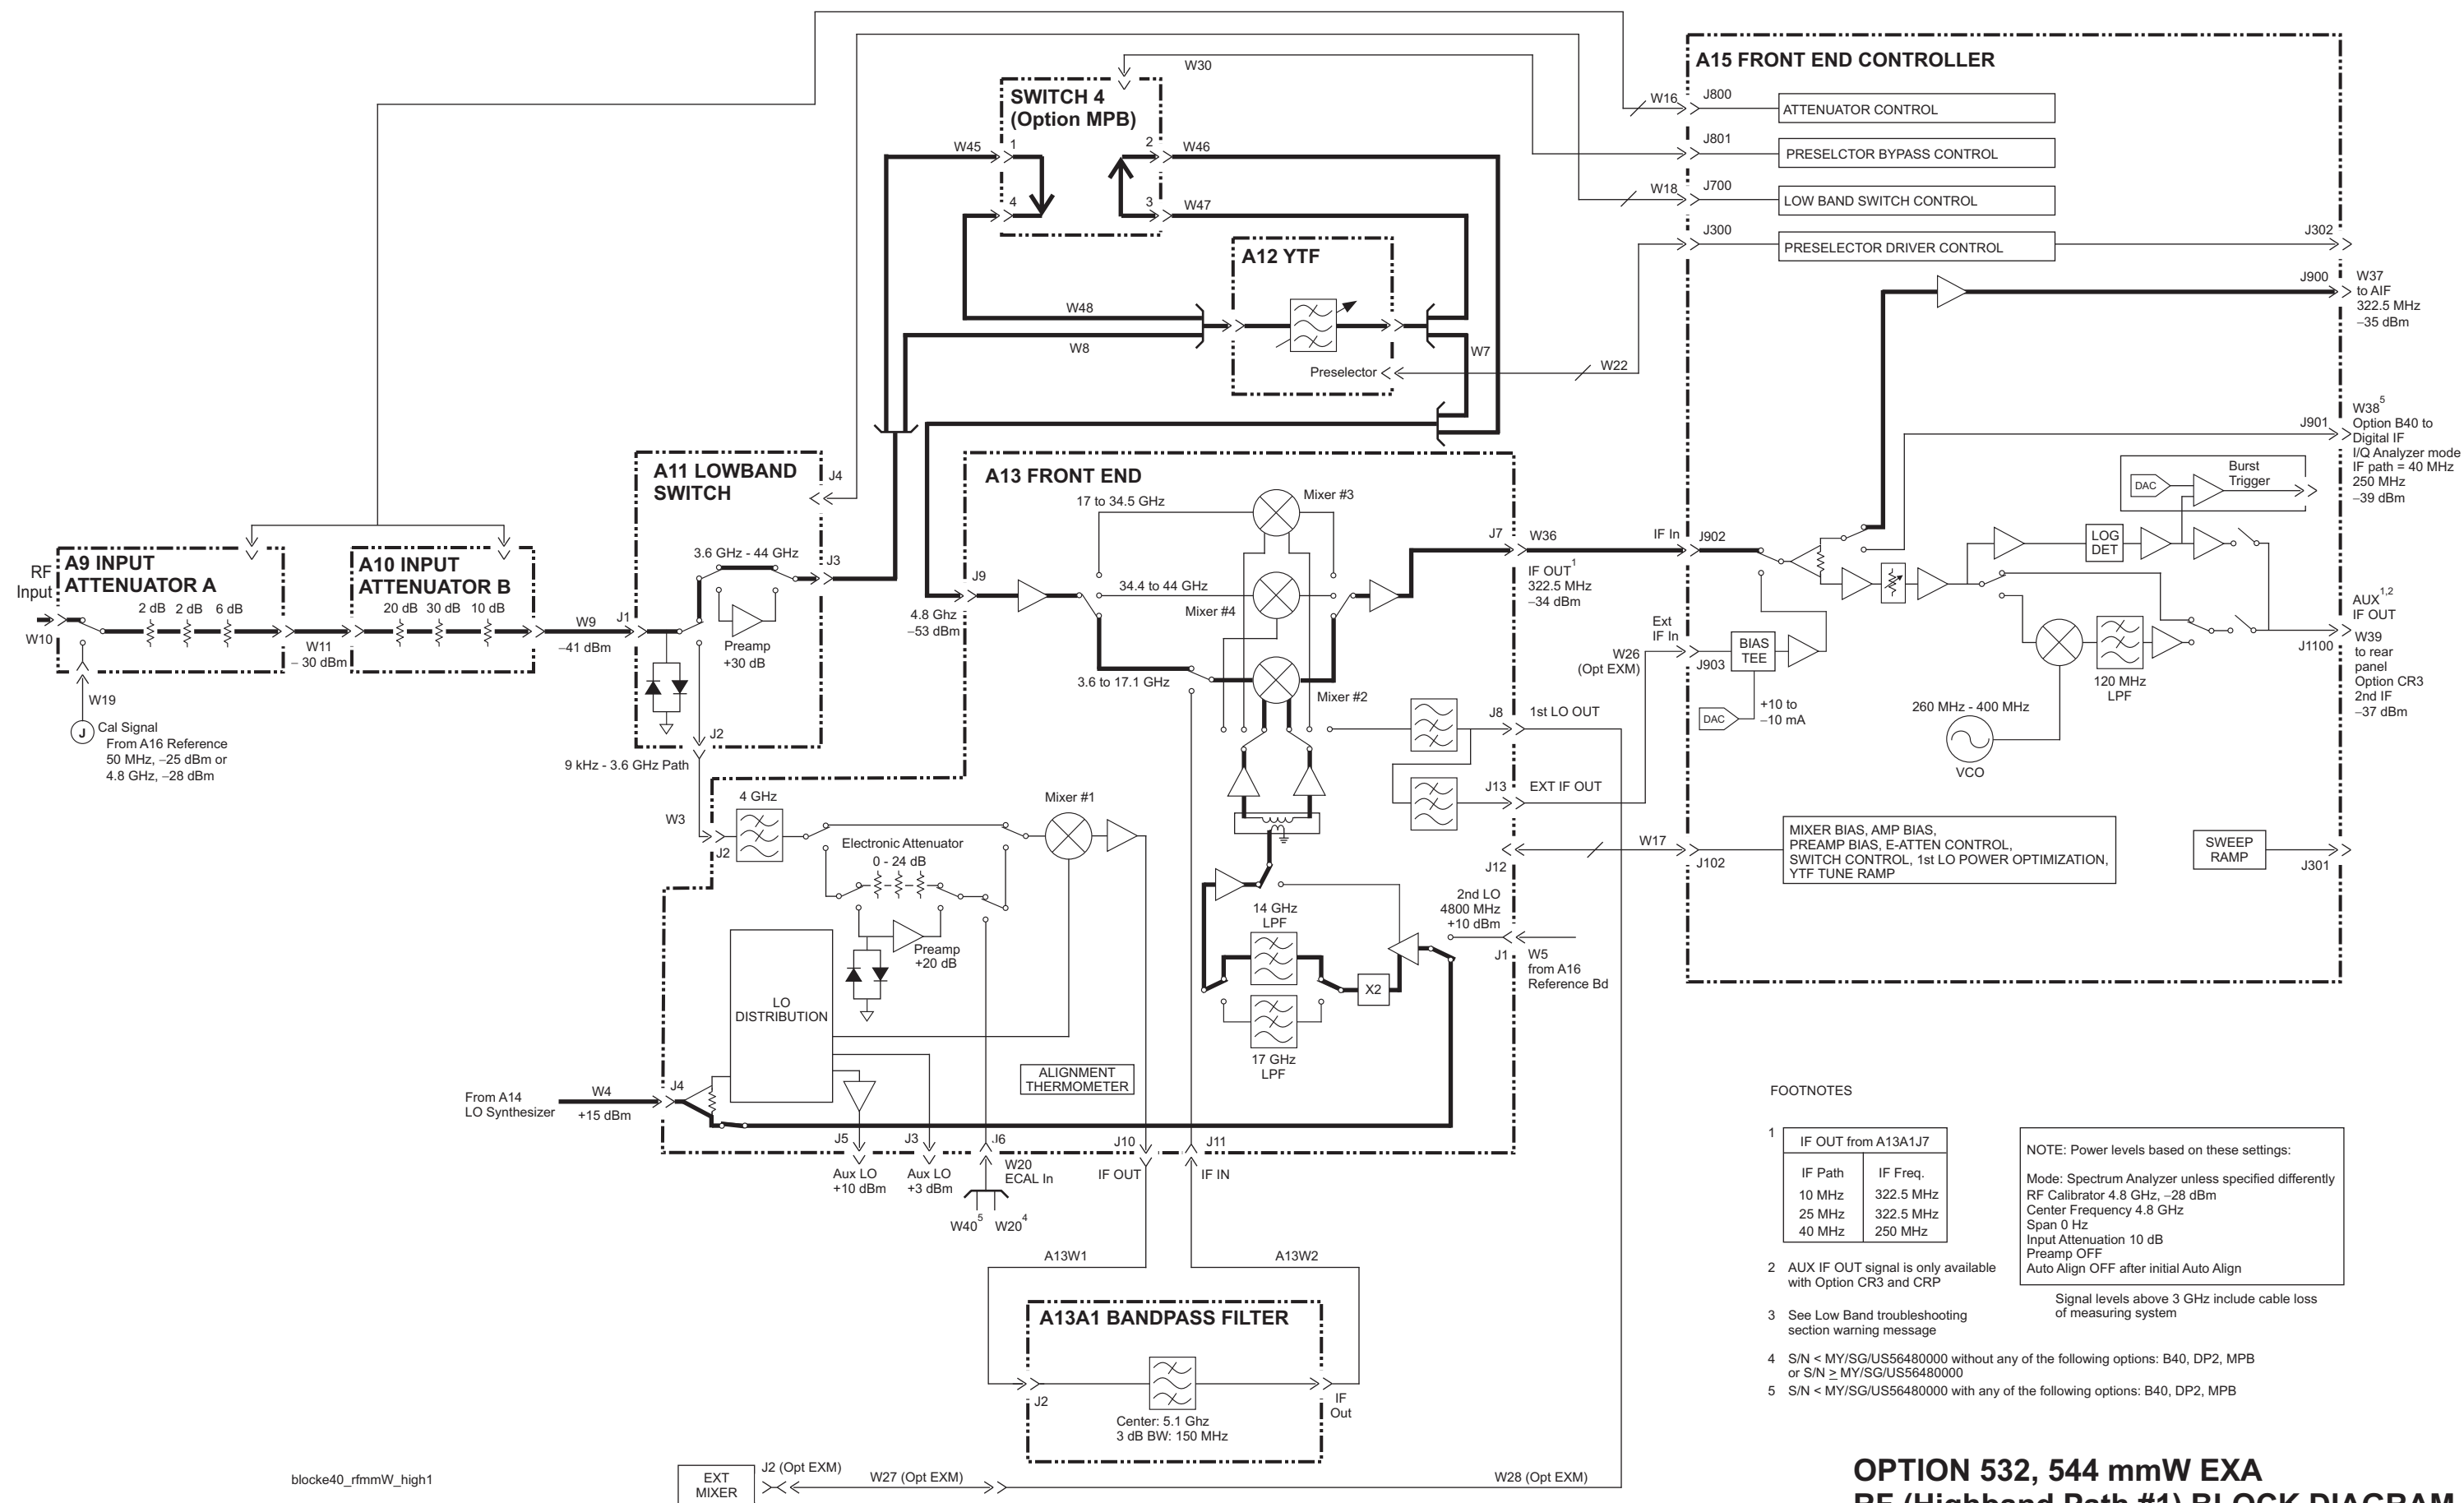 A15 FRONT END CONTROLLER
W30
SWITCH 4
(Option MPB)
W16
J800
ATTENUATOR CONTROL
J801
PRESELCTOR BYPASS CONTROL
W18
J700
LOW BAND SWITCH CONTROL
J300
PRESELECTOR DRIVER CONTROL
J302
W45
1
2
W46
4
3
W47
A12 YTF
W48
W8
W7
Preselector
W22
J900
W37
to AIF
322.5 MHz
–35 dBm
J901
W38⁵
Option B40 to
Digital IF
I/Q Analyzer mode
IF path = 40 MHz
250 MHz
–39 dBm
Burst
Trigger
DAC
LOG
DET
A11 LOWBAND
SWITCH
J4
3.6 GHz - 44 GHz
J3
J1
Preamp
+30 dB
J2
9 kHz - 3.6 GHz Path
W3
RF
Input
W10
A9 INPUT
ATTENUATOR A
2 dB 2 dB 6 dB
W11
– 30 dBm
A10 INPUT
ATTENUATOR B
20 dB 30 dB 10 dB
W9
–41 dBm
W19
J
Cal Signal
From A16 Reference
50 MHz, –25 dBm or
4.8 GHz, –28 dBm
A13 FRONT END
17 to 34.5 GHz
Mixer #3
J9
4.8 Ghz
–53 dBm
34.4 to 44 GHz
Mixer #4
3.6 to 17.1 GHz
Mixer #2
J7
W36
IF OUT¹
322.5 MHz
–34 dBm
IF In
J902
Ext
IF In
W26
(Opt EXM)
J903
BIAS
TEE
DAC
+10 to
–10 mA
260 MHz - 400 MHz
VCO
120 MHz
LPF
AUX¹,²
IF OUT
J1100
W39
to rear
panel
Option CR3
2nd IF
–37 dBm
J8
1st LO OUT
J13
EXT IF OUT
J12
W17
J102
MIXER BIAS, AMP BIAS,
PREAMP BIAS, E-ATTEN CONTROL,
SWITCH CONTROL, 1st LO POWER OPTIMIZATION,
YTF TUNE RAMP
SWEEP
RAMP
J301
J2
4 GHz
Electronic Attenuator
0 - 24 dB
Mixer #1
Preamp
+20 dB
LO
DISTRIBUTION
ALIGNMENT
THERMOMETER
14 GHz
LPF
17 GHz
LPF
X2
2nd LO
4800 MHz
+10 dBm
J1
W5
from A16
Reference Bd
From A14
LO Synthesizer
W4
+15 dBm
J4
J5
Aux LO
+10 dBm
J3
Aux LO
+3 dBm
J6
W20
ECAL In
W40⁵ W20⁴
J10
IF OUT
J11
IF IN
A13W1
A13W2
A13A1 BANDPASS FILTER
J2
Center: 5.1 Ghz
3 dB BW: 150 MHz
IF
Out
EXT
MIXER
J2 (Opt EXM)
W27 (Opt EXM)
W28 (Opt EXM)
blocke40_rfmmW_high1
FOOTNOTES
1
IF OUT from A13A1J7
IF Path IF Freq.
10 MHz 322.5 MHz
25 MHz 322.5 MHz
40 MHz 250 MHz
2 AUX IF OUT signal is only available
with Option CR3 and CRP
3 See Low Band troubleshooting
section warning message
4 S/N < MY/SG/US56480000 without any of the following options: B40, DP2, MPB
or S/N ≥ MY/SG/US56480000
5 S/N < MY/SG/US56480000 with any of the following options: B40, DP2, MPB
NOTE: Power levels based on these settings:
Mode: Spectrum Analyzer unless specified differently
RF Calibrator 4.8 GHz, –28 dBm
Center Frequency 4.8 GHz
Span 0 Hz
Input Attenuation 10 dB
Preamp OFF
Auto Align OFF after initial Auto Align
Signal levels above 3 GHz include cable loss
of measuring system
OPTION 532, 544 mmW EXA
RF (Highband Path #1) BLOCK DIAGRAM